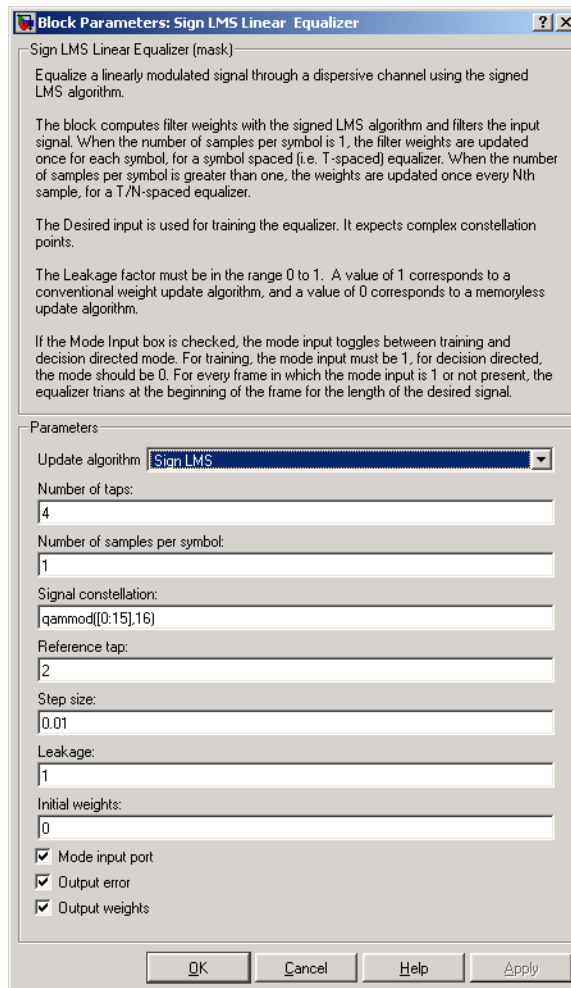 Block Parameters: Sign LMS Linear Equalizer
Sign LMS Linear Equalizer (mask)
Equalize a linearly modulated signal through a dispersive channel using the signed
LMS algorithm.
The block computes filter weights with the signed LMS algorithm and filters the input
signal. When the number of samples per symbol is 1, the filter weights are updated
once for each symbol, for a symbol spaced (i.e. T-spaced) equalizer. When the number
of samples per symbol is greater than one, the weights are updated once every Nth
sample, for a T/N-spaced equalizer.
The Desired input is used for training the equalizer. It expects complex constellation
points.
The Leakage factor must be in the range 0 to 1. A value of 1 corresponds to a
conventional weight update algorithm, and a value of 0 corresponds to a memoryless
update algorithm.
If the Mode Input box is checked, the mode input toggles between training and
decision directed mode. For training, the mode input must be 1, for decision directed,
the mode should be 0. For every frame in which the mode input is 1 or not present, the
equalizer trians at the beginning of the frame for the length of the desired signal.
Parameters
Update algorithm Sign LMS
Number of taps:
4
Number of samples per symbol:
1
Signal constellation:
qammod([0:15],16)
Reference tap:
2
Step size:
0.01
Leakage:
1
Initial weights:
0
Mode input port
Output error
Output weights
OK Cancel Help Apply